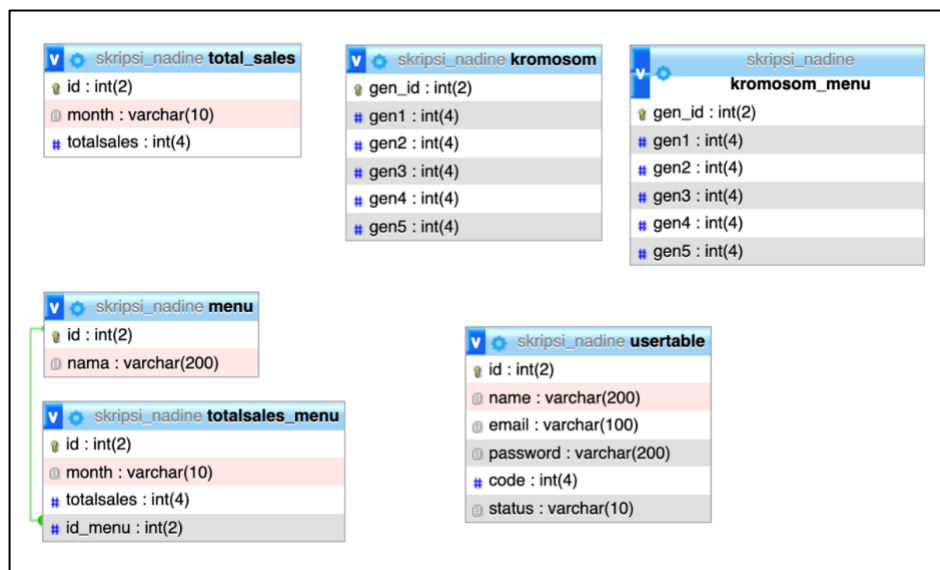 skripsi_nadine total_sales
id : int(2)
month : varchar(10)
# totalsales : int(4)
skripsi_nadine kromosom
gen_id : int(2)
# gen1 : int(4)
# gen2 : int(4)
# gen3 : int(4)
# gen4 : int(4)
# gen5 : int(4)
skripsi_nadine
kromosom_menu
gen_id : int(2)
# gen1 : int(4)
# gen2 : int(4)
# gen3 : int(4)
# gen4 : int(4)
# gen5 : int(4)
skripsi_nadine menu
id : int(2)
nama : varchar(200)
skripsi_nadine totalsales_menu
id : int(2)
month : varchar(10)
# totalsales : int(4)
# id_menu : int(2)
skripsi_nadine usertable
id : int(2)
name : varchar(200)
email : varchar(100)
password : varchar(200)
# code : int(4)
status : varchar(10)